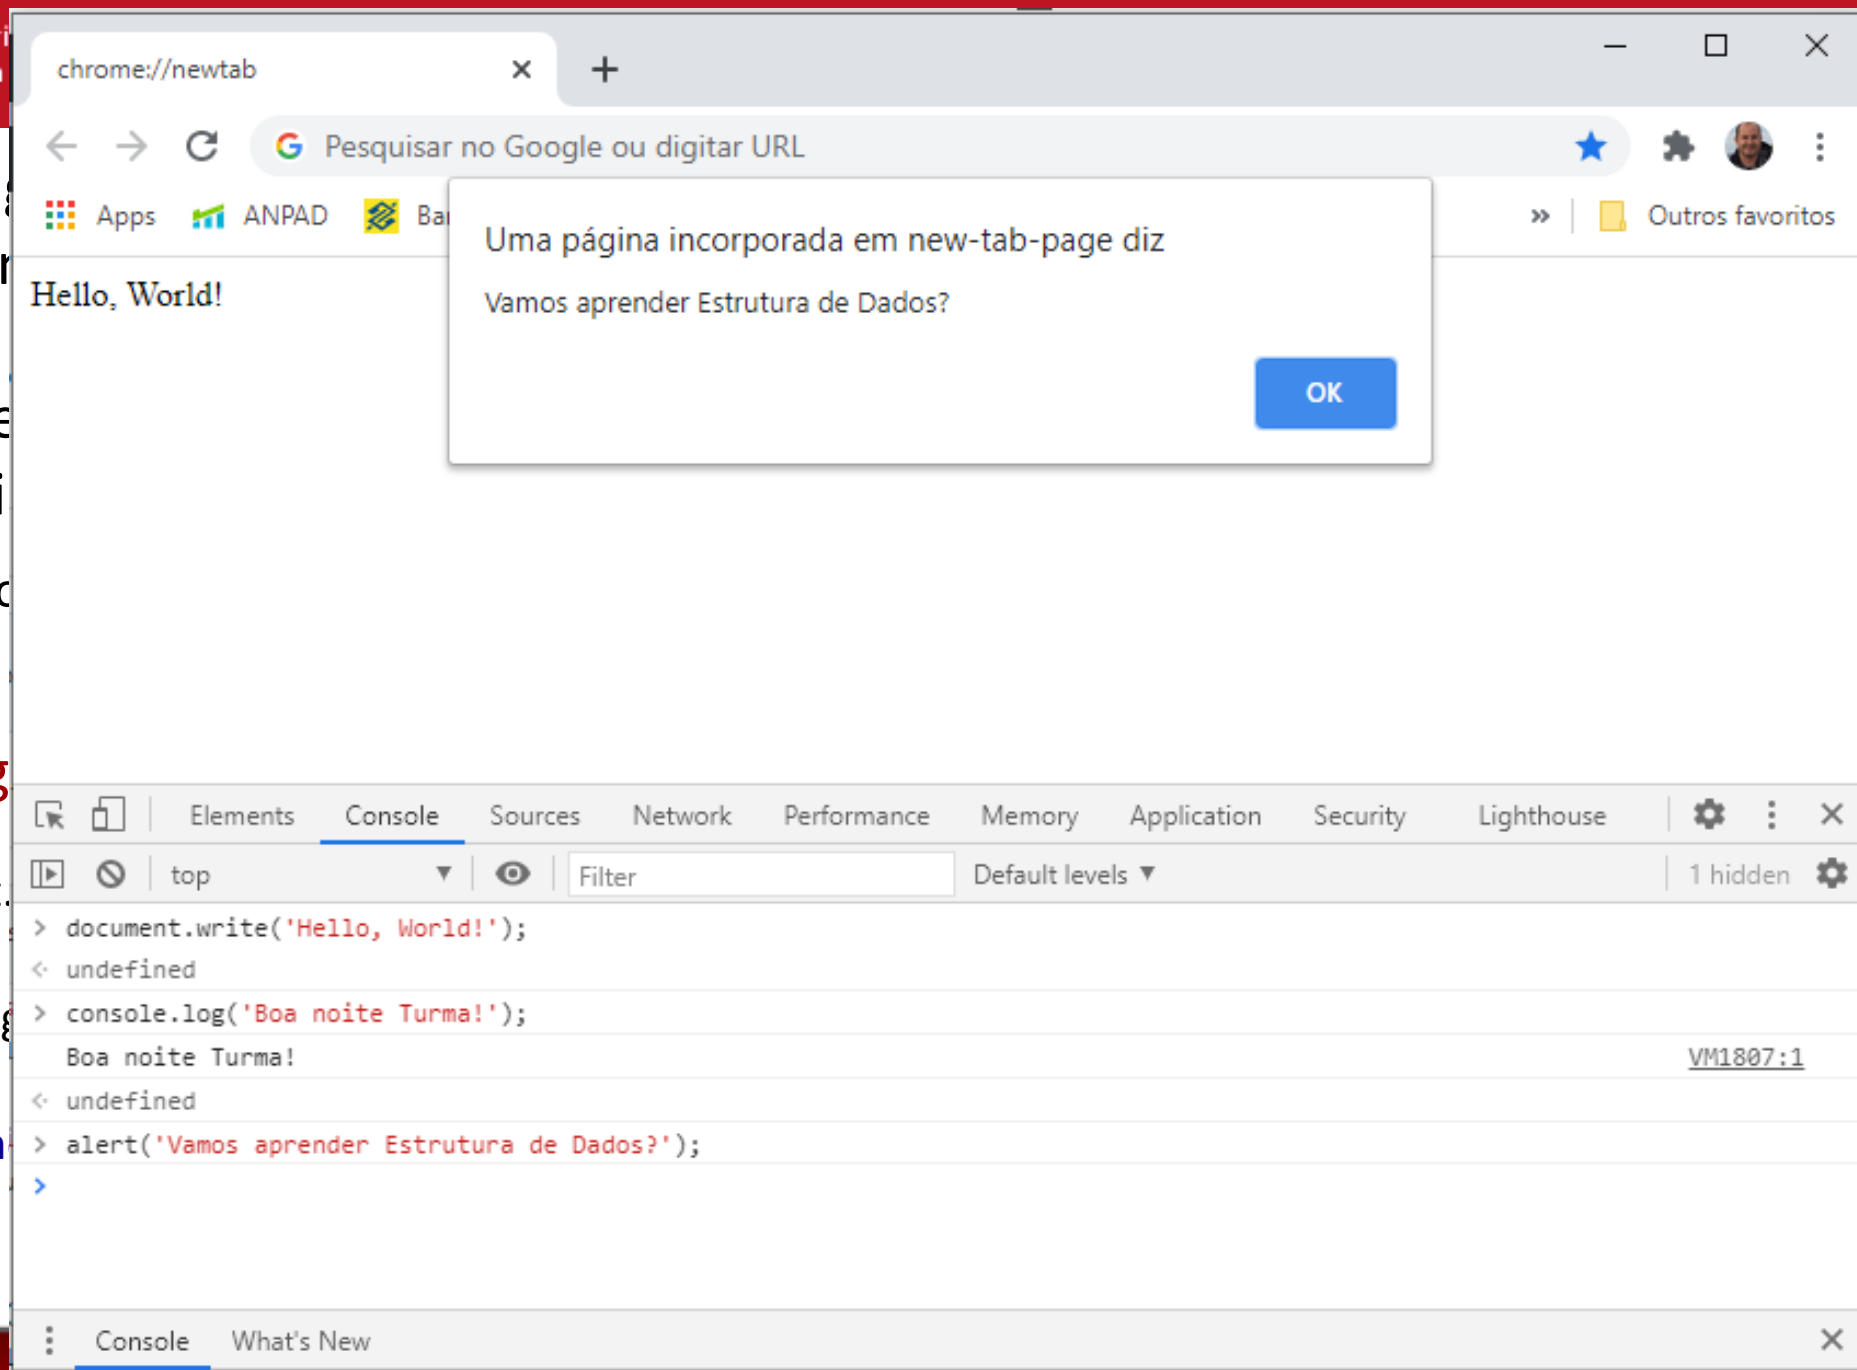 chrome://newtab
Pesquisar no Google ou digitar URL
Apps ANPAD
Outros favoritos
Uma página incorporada em new-tab-page diz
Vamos aprender Estrutura de Dados?
OK
Hello, World!
Elements Console Sources Network Performance Memory Application Security Lighthouse
top Filter Default levels 1 hidden
> document.write('Hello, World!');
undefined
> console.log('Boa noite Turma!');
Boa noite Turma! VM1807:1
undefined
> alert('Vamos aprender Estrutura de Dados?');
>
Console What's New